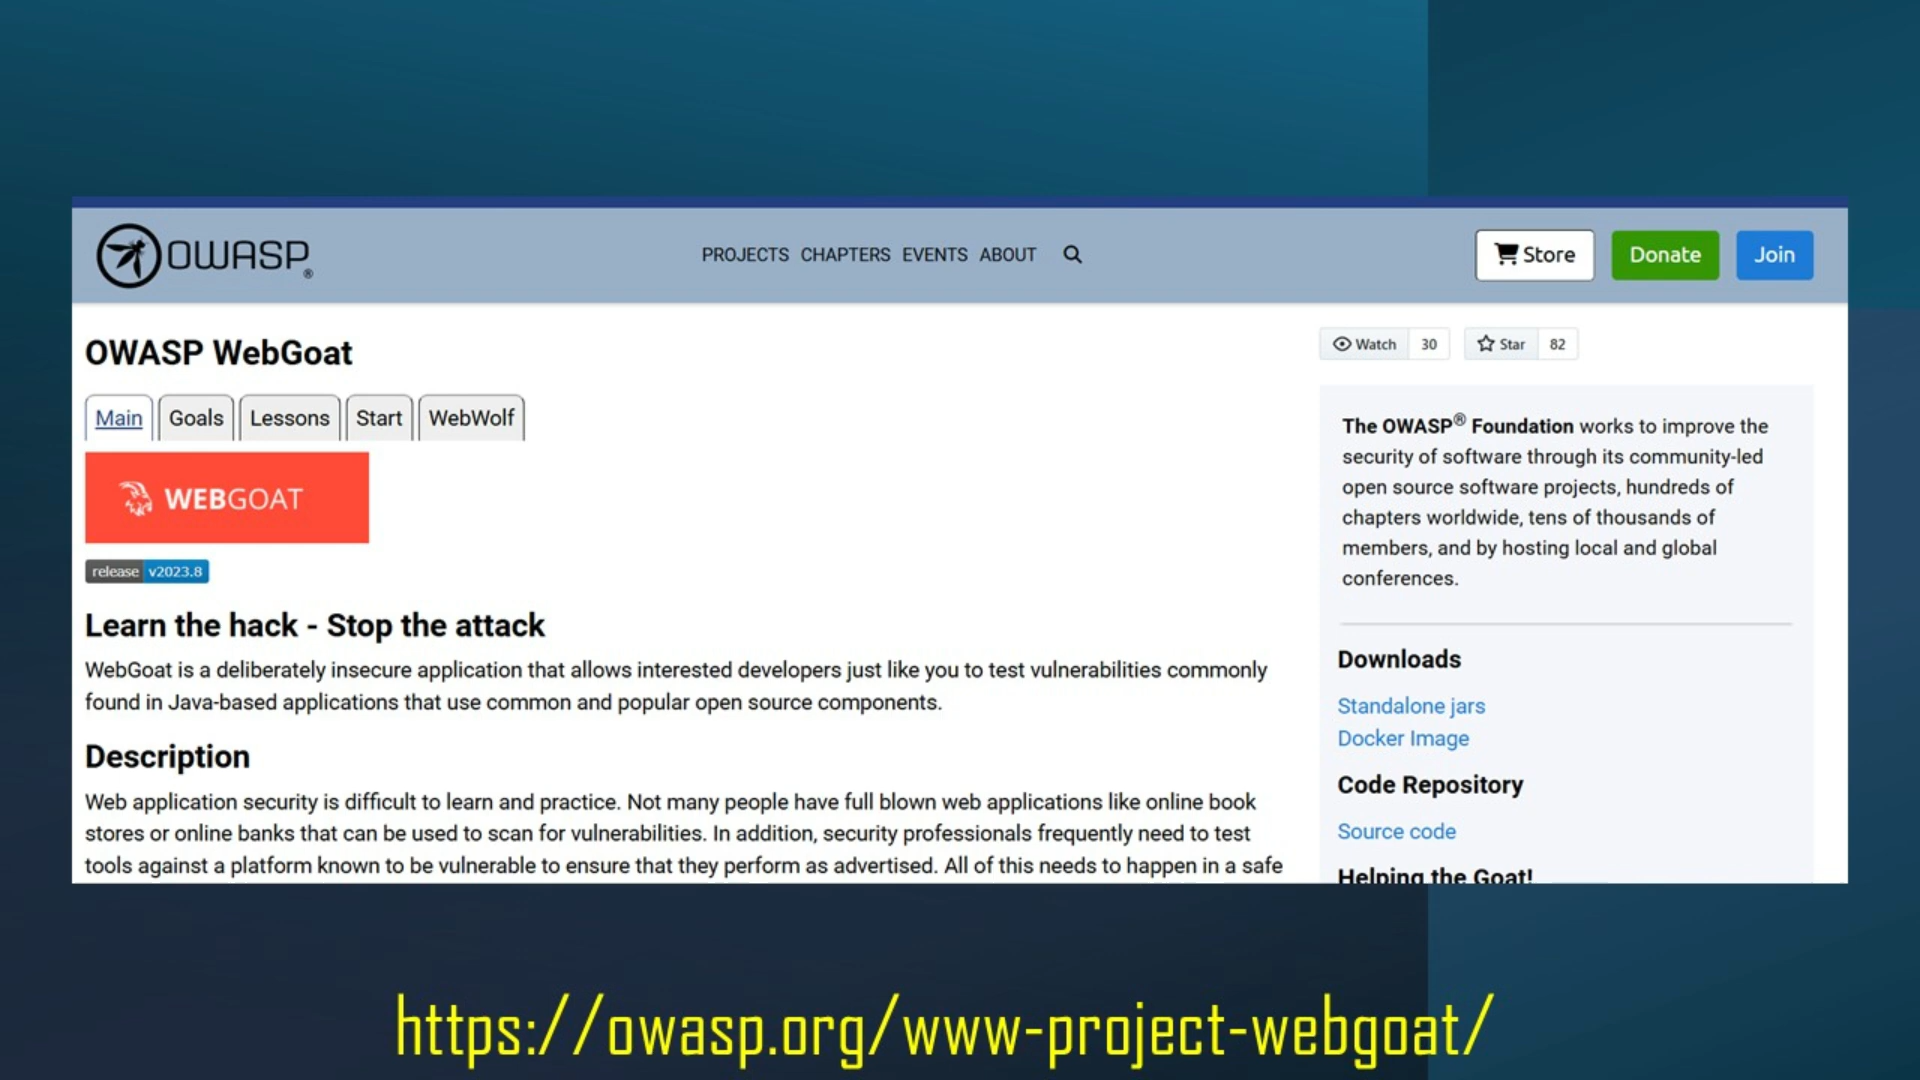 OWASP®
PROJECTS CHAPTERS EVENTS ABOUT
Store
Donate
Join
OWASP WebGoat
Main
Goals
Lessons
Start
WebWolf
WEBGOAT
release v2023.8
Learn the hack - Stop the attack
WebGoat is a deliberately insecure application that allows interested developers just like you to test vulnerabilities commonly
found in Java-based applications that use common and popular open source components.
Description
Web application security is difficult to learn and practice. Not many people have full blown web applications like online book
stores or online banks that can be used to scan for vulnerabilities. In addition, security professionals frequently need to test
tools against a platform known to be vulnerable to ensure that they perform as advertised. All of this needs to happen in a safe
Watch 30
Star 82
The OWASP® Foundation works to improve the
security of software through its community-led
open source software projects, hundreds of
chapters worldwide, tens of thousands of
members, and by hosting local and global
conferences.
Downloads
Standalone jars
Docker Image
Code Repository
Source code
Helping the Goat!
https://owasp.org/www-project-webgoat/